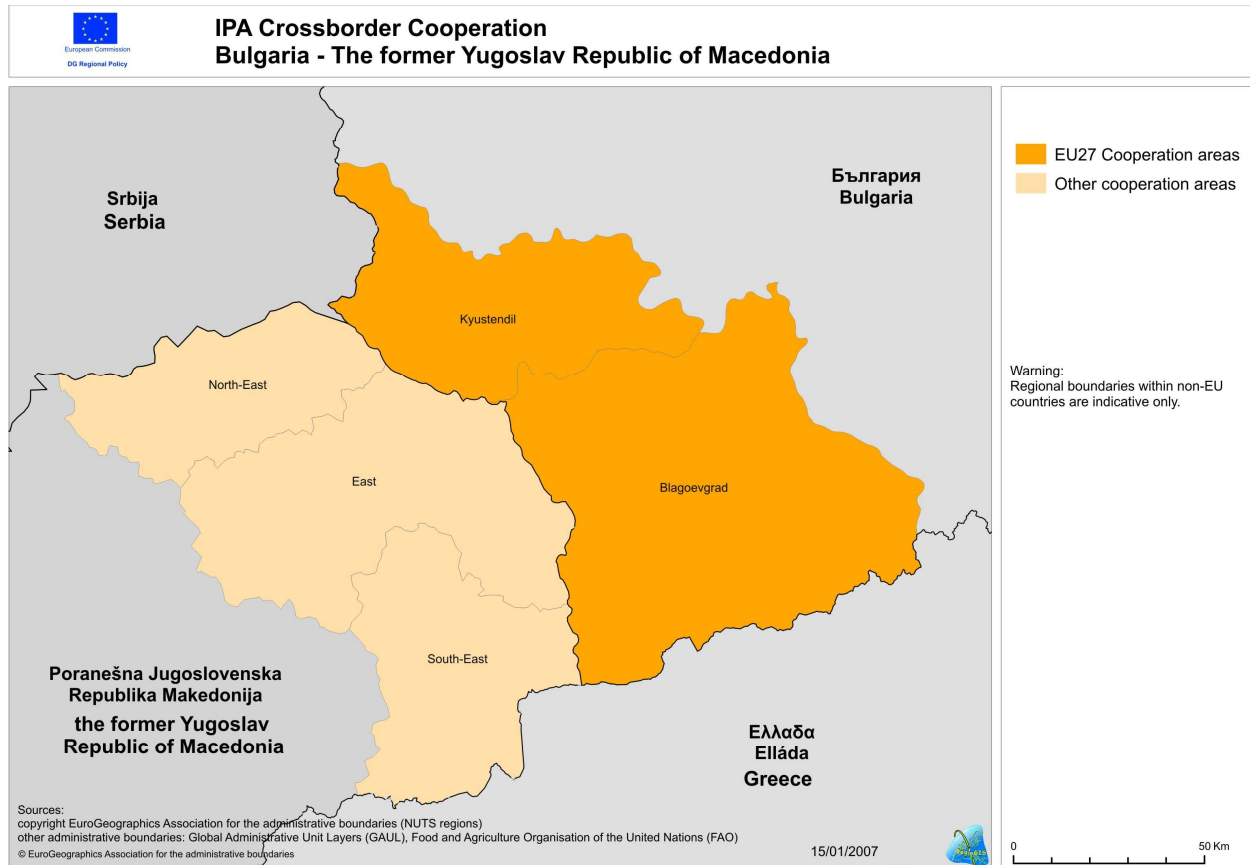 European Commission
DG Regional Policy
IPA Crossborder Cooperation
Bulgaria - The former Yugoslav Republic of Macedonia
Srbija
Serbia
България
Bulgaria
EU27 Cooperation areas
Other cooperation areas
Kyustendil
Warning:
Regional boundaries within non-EU
countries are indicative only.
North-East
East
Blagoevgrad
South-East
Poranešna Jugoslovenska
Republika Makedonija
the former Yugoslav
Republic of Macedonia
Ελλαδα
Elláda
Greece
Sources:
copyright EuroGeographics Association for the administrative boundaries (NUTS regions)
other administrative boundaries: Global Administrative Unit Layers (GAUL), Food and Agriculture Organisation of the United Nations (FAO)
© EuroGeographics Association for the administrative boundaries
15/01/2007
0 50 Km